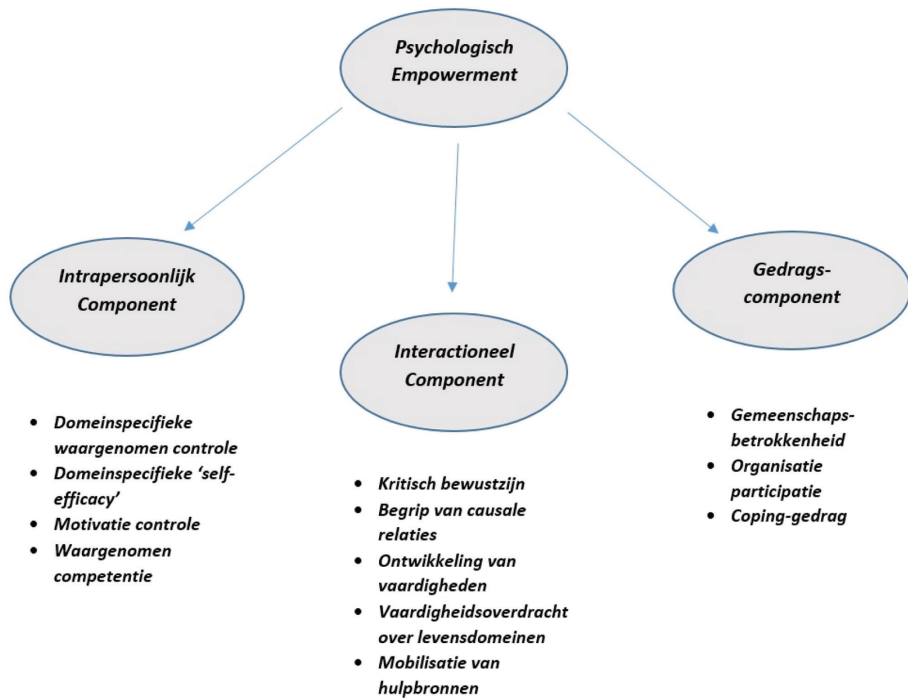 Psychologisch
Empowerment
Intrapersoonlijk
Component
• Domeinspecifieke
waargenomen controle
• Domeinspecifieke ‘self-
efficacy’
• Motivatie controle
• Waargenomen
competentie
Interactioneel
Component
• Kritisch bewustzijn
• Begrip van causale
relaties
• Ontwikkeling van
vaardigheden
• Vaardigheidsoverdracht
over levensdomeinen
• Mobilisatie van
hulpbronnen
Gedrags-
component
• Gemeenschaps-
betrokkenheid
• Organisatie
participatie
• Coping-gedrag